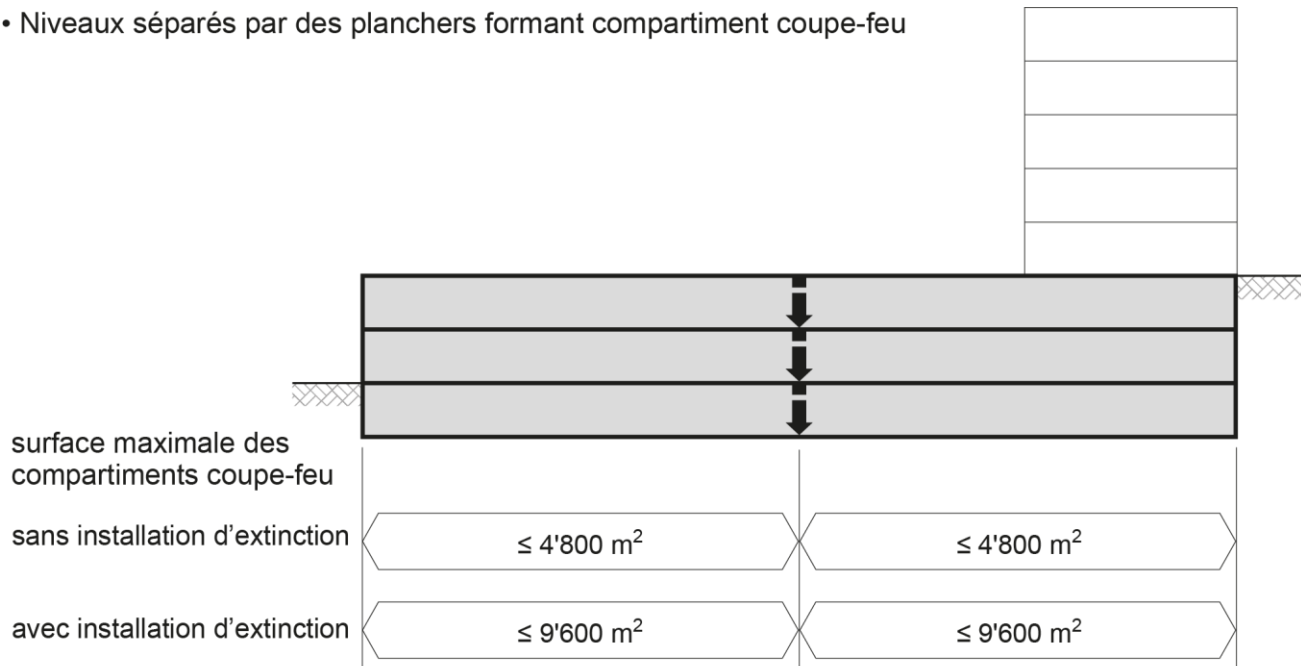 • Niveaux séparés par des planchers formant compartiment coupe-feu
surface maximale des
compartiments coupe-feu
sans installation d’extinction
≤ 4'800 m²
≤ 4'800 m²
avec installation d’extinction
≤ 9'600 m²
≤ 9'600 m²